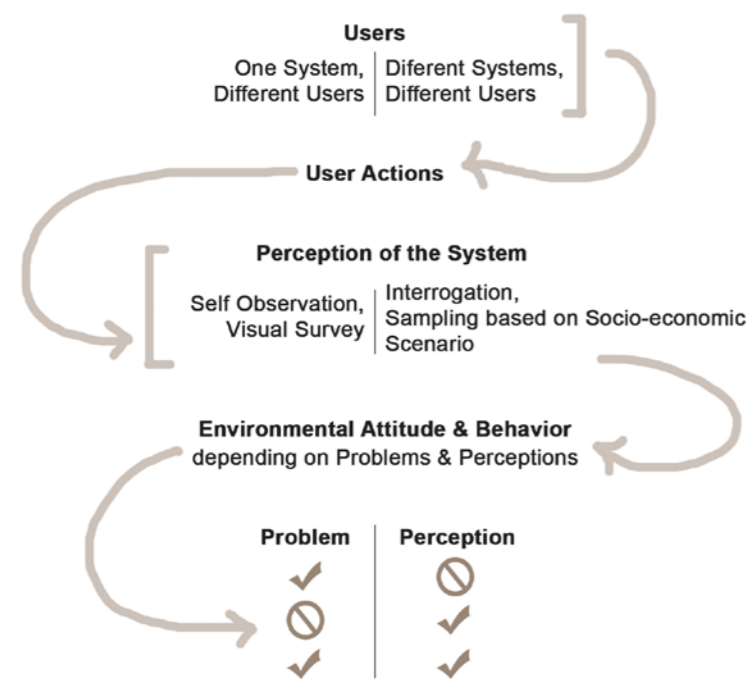 Users
One System,
Different Users
Diferent Systems,
Different Users
User Actions
Perception of the System
Self Observation,
Visual Survey
Interrogation,
Sampling based on Socio-economic
Scenario
Environmental Attitude & Behavior
depending on Problems & Perceptions
Problem
Perception